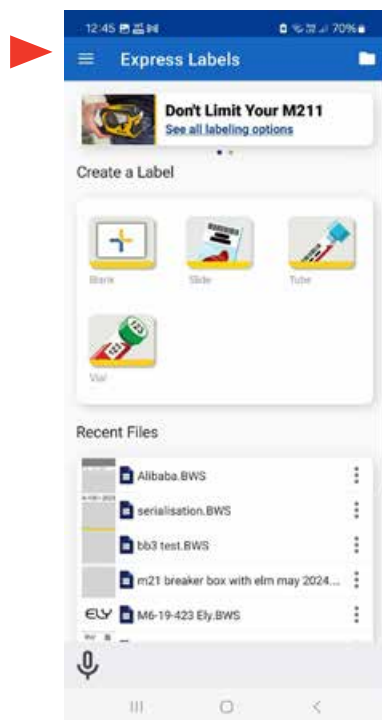 12:45 70%
Express Labels
Don't Limit Your M211
See all labeling options
Create a Label
Blank Slide Tube
Vial
Recent Files
Alibaba.BWS
serialisation.BWS
bb3 test.BWS
m21 breaker box with elm may 2024...
ELY M6-19-423 Ely.BWS